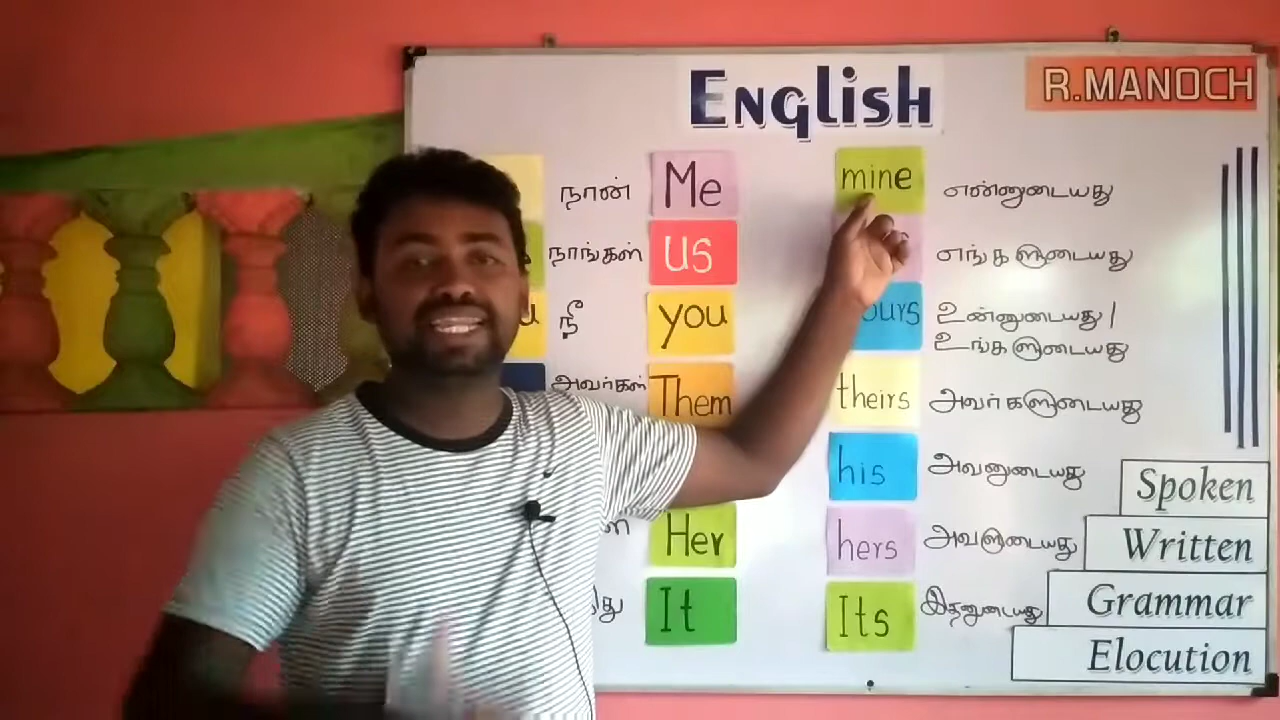 English
R.MANOCH
நான் Me mine என்னுடையது
நாங்கள் us எங்களுடையது
நீ you ours உன்னுடையது /
உங்களுடையது
அவர்கள் Them theirs அவர்களுடையது
his அவனுடையது
Her hers அவளுடையது
It Its இதனுடையது
Spoken
Written
Grammar
Elocution